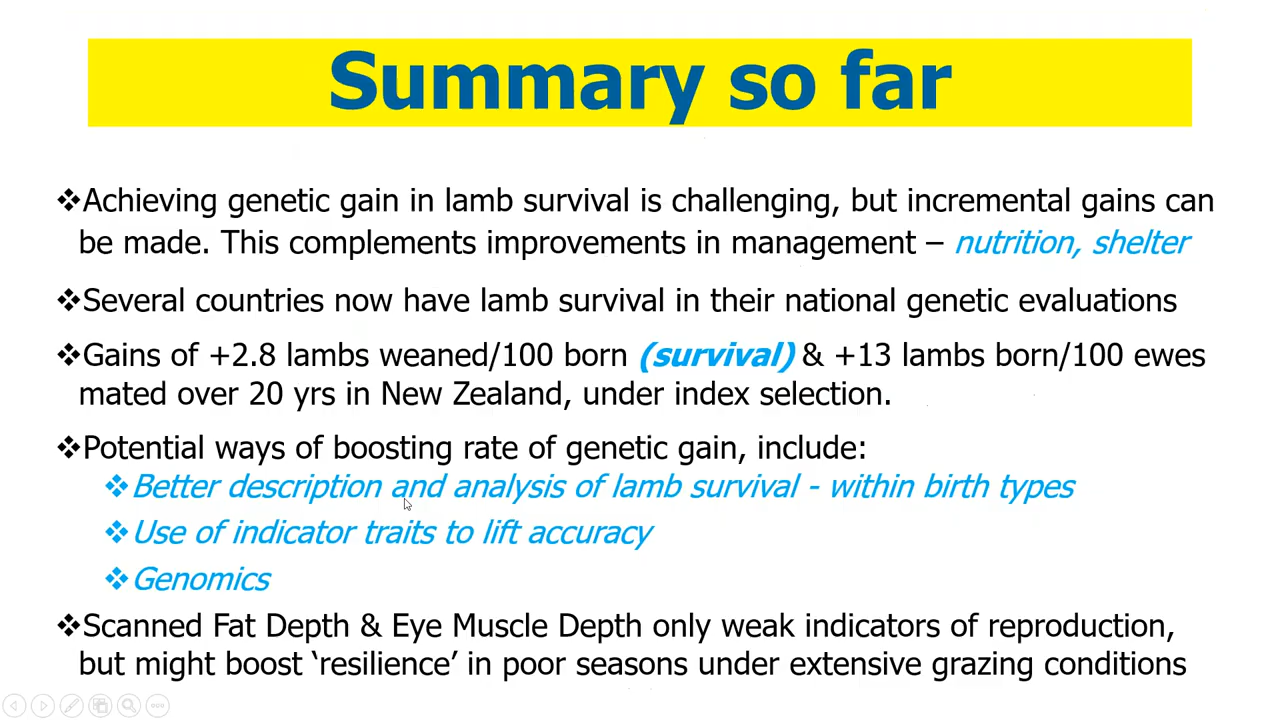 Summary so far
❖Achieving genetic gain in lamb survival is challenging, but incremental gains can
be made. This complements improvements in management – nutrition, shelter
❖Several countries now have lamb survival in their national genetic evaluations
❖Gains of +2.8 lambs weaned/100 born (survival) & +13 lambs born/100 ewes
mated over 20 yrs in New Zealand, under index selection.
❖Potential ways of boosting rate of genetic gain, include:
❖Better description and analysis of lamb survival - within birth types
❖Use of indicator traits to lift accuracy
❖Genomics
❖Scanned Fat Depth & Eye Muscle Depth only weak indicators of reproduction,
but might boost ‘resilience’ in poor seasons under extensive grazing conditions